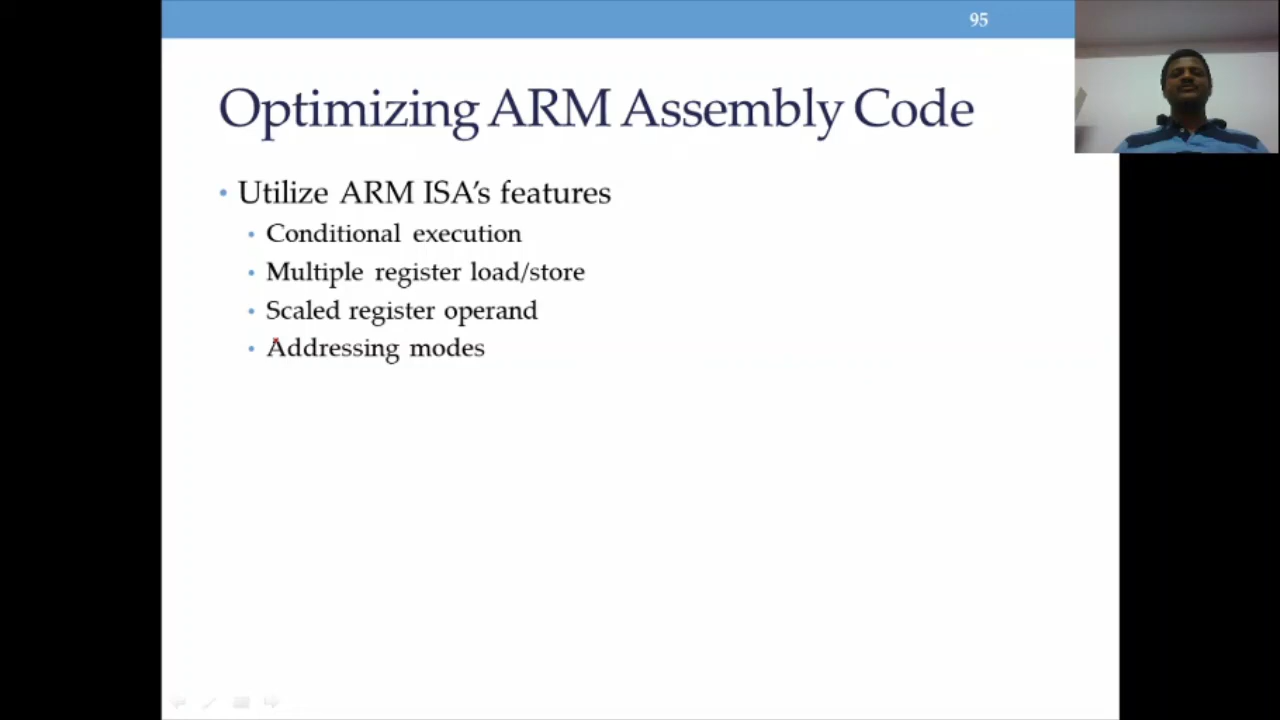 95
Optimizing ARM Assembly Code
• Utilize ARM ISA's features
• Conditional execution
• Multiple register load/store
• Scaled register operand
• Addressing modes